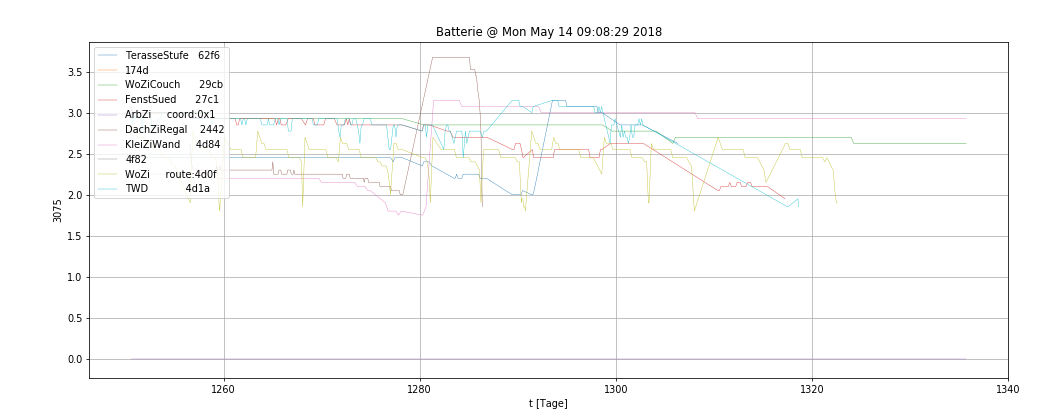 Batterie @ Mon May 14 09:08:29 2018
TerasseStufe 62f6
174d
WoZiCouch 29cb
FenstSued 27c1
ArbZi coord:0x1
DachZiRegal 2442
KleiZiWand 4d84
4f82
WoZi route:4d0f
TWD 4d1a
3.5
3.0
2.5
2.0
1.5
1.0
0.5
0.0
3075
1260 1280 1300 1320 1340
t [Tage]